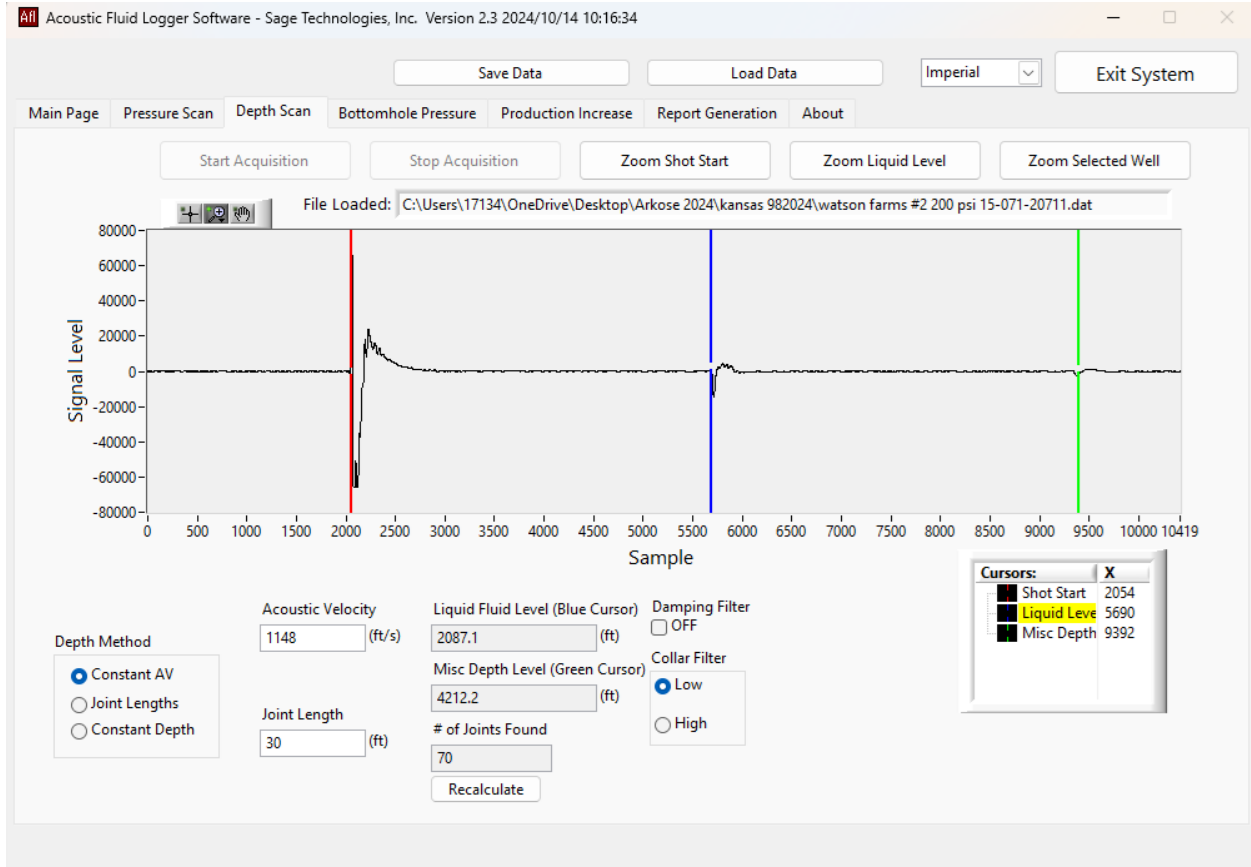 Afl Acoustic Fluid Logger Software - Sage Technologies, Inc. Version 2.3 2024/10/14 10:16:34
Save Data Load Data Imperial Exit System
Main Page Pressure Scan Depth Scan Bottomhole Pressure Production Increase Report Generation About
Start Acquisition Stop Acquisition Zoom Shot Start Zoom Liquid Level Zoom Selected Well
File Loaded: C:\Users\17134\OneDrive\Desktop\Arkose 2024\kansas 982024\watson farms #2 200 psi 15-071-20711.dat
80000
60000
40000
20000
0
-20000
-40000
-60000
-80000
Signal Level
0 500 1000 1500 2000 2500 3000 3500 4000 4500 5000 5500 6000 6500 7000 7500 8000 8500 9000 9500 10000 10419
Sample
Cursors: X
Shot Start 2054
Liquid Leve 5690
Misc Depth 9392
Depth Method
Constant AV
Joint Lengths
Constant Depth
Acoustic Velocity
1148 (ft/s)
Joint Length
30 (ft)
Liquid Fluid Level (Blue Cursor)
2087.1 (ft)
Misc Depth Level (Green Cursor)
4212.2 (ft)
# of Joints Found
70
Recalculate
Damping Filter
OFF
Collar Filter
Low
High